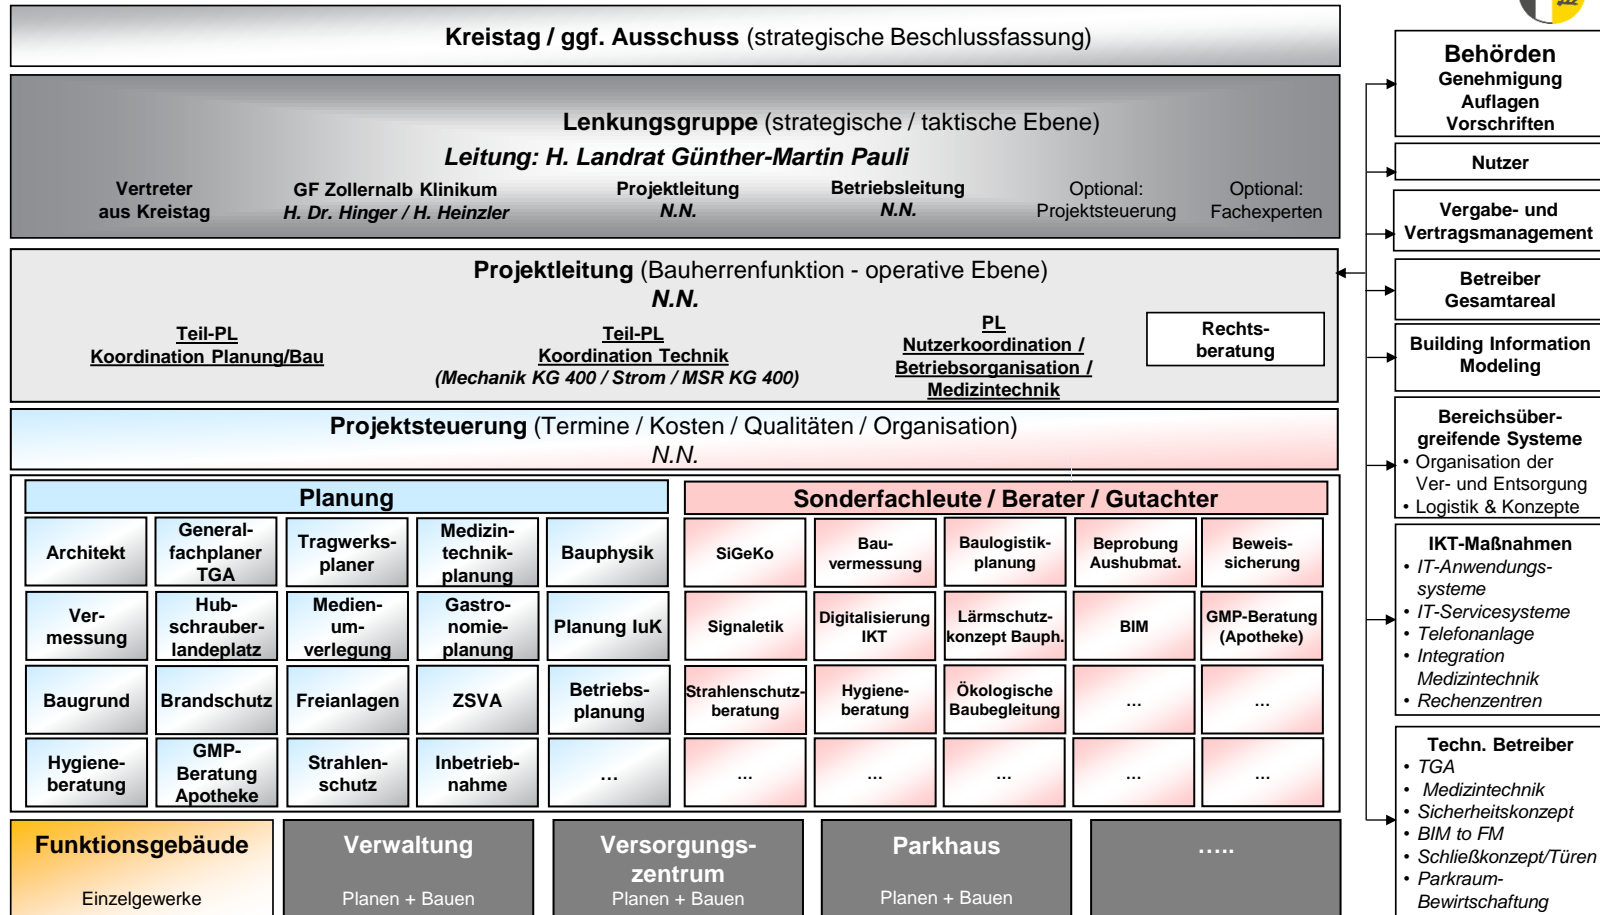 Kreistag / ggf. Ausschuss (strategische Beschlussfassung)
Lenkungsgruppe (strategische / taktische Ebene)
Leitung: H. Landrat Günther-Martin Pauli
Vertreter
aus Kreistag
GF Zollernalb Klinikum
H. Dr. Hinger / H. Heinzler
Projektleitung
N.N.
Betriebsleitung
N.N.
Optional:
Projektsteuerung
Optional:
Fachexperten
Projektleitung (Bauherrenfunktion - operative Ebene)
N.N.
Teil-PL
Koordination Planung/Bau
Teil-PL
Koordination Technik
(Mechanik KG 400 / Strom / MSR KG 400)
PL
Nutzerkoordination /
Betriebsorganisation /
Medizintechnik
Rechts-
beratung
Projektsteuerung (Termine / Kosten / Qualitäten / Organisation)
N.N.
Planung
Architekt
General-
fachplaner
TGA
Tragwerks-
planer
Medizin-
technik-
planung
Bauphysik
Ver-
messung
Hub-
schrauber-
landeplatz
Medien-
um-
verlegung
Gastro-
nomie-
planung
Planung IuK
Baugrund
Brandschutz
Freianlagen
ZSVA
Betriebs-
planung
Hygiene-
beratung
GMP-
Beratung
Apotheke
Strahlen-
schutz
Inbetrieb-
nahme
...
Sonderfachleute / Berater / Gutachter
SiGeKo
Bau-
vermessung
Baulogistik-
planung
Beprobung
Aushubmat.
Beweis-
sicherung
Signaletik
Digitalisierung
IKT
Lärmschutz-
konzept Bauph.
BIM
GMP-Beratung
(Apotheke)
Strahlenschutz-
beratung
Hygiene-
beratung
Ökologische
Baubegleitung
...
...
...
...
...
...
...
Funktionsgebäude
Einzelgewerke
Verwaltung
Planen + Bauen
Versorgungs-
zentrum
Planen + Bauen
Parkhaus
Planen + Bauen
.....
Behörden
Genehmigung
Auflagen
Vorschriften
Nutzer
Vergabe- und
Vertragsmanagement
Betreiber
Gesamtareal
Building Information
Modeling
Bereichsüber-
greifende Systeme
• Organisation der
Ver- und Entsorgung
• Logistik & Konzepte
IKT-Maßnahmen
• IT-Anwendungs-
systeme
• IT-Servicesysteme
• Telefonanlage
• Integration
Medizintechnik
• Rechenzentren
Techn. Betreiber
• TGA
• Medizintechnik
• Sicherheitskonzept
• BIM to FM
• Schließkonzept/Türen
• Parkraum-
Bewirtschaftung